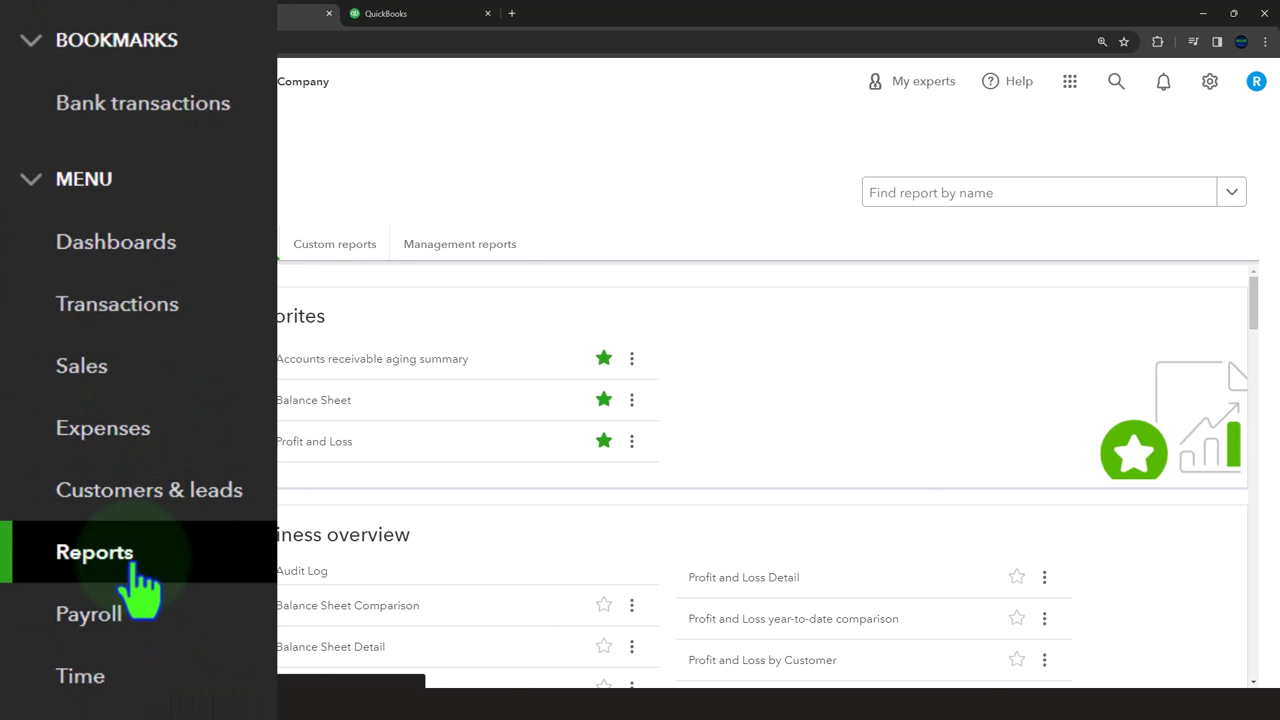 QuickBooks
BOOKMARKS
Bank transactions
MENU
Dashboards
Transactions
Sales
Expenses
Customers & leads
Reports
Payroll
Time
Company
My experts
Help
R
Find report by name
Custom reports
Management reports
orites
Accounts receivable aging summary
Balance Sheet
Profit and Loss
iness overview
Audit Log
Balance Sheet Comparison
Balance Sheet Detail
Profit and Loss Detail
Profit and Loss year-to-date comparison
Profit and Loss by Customer